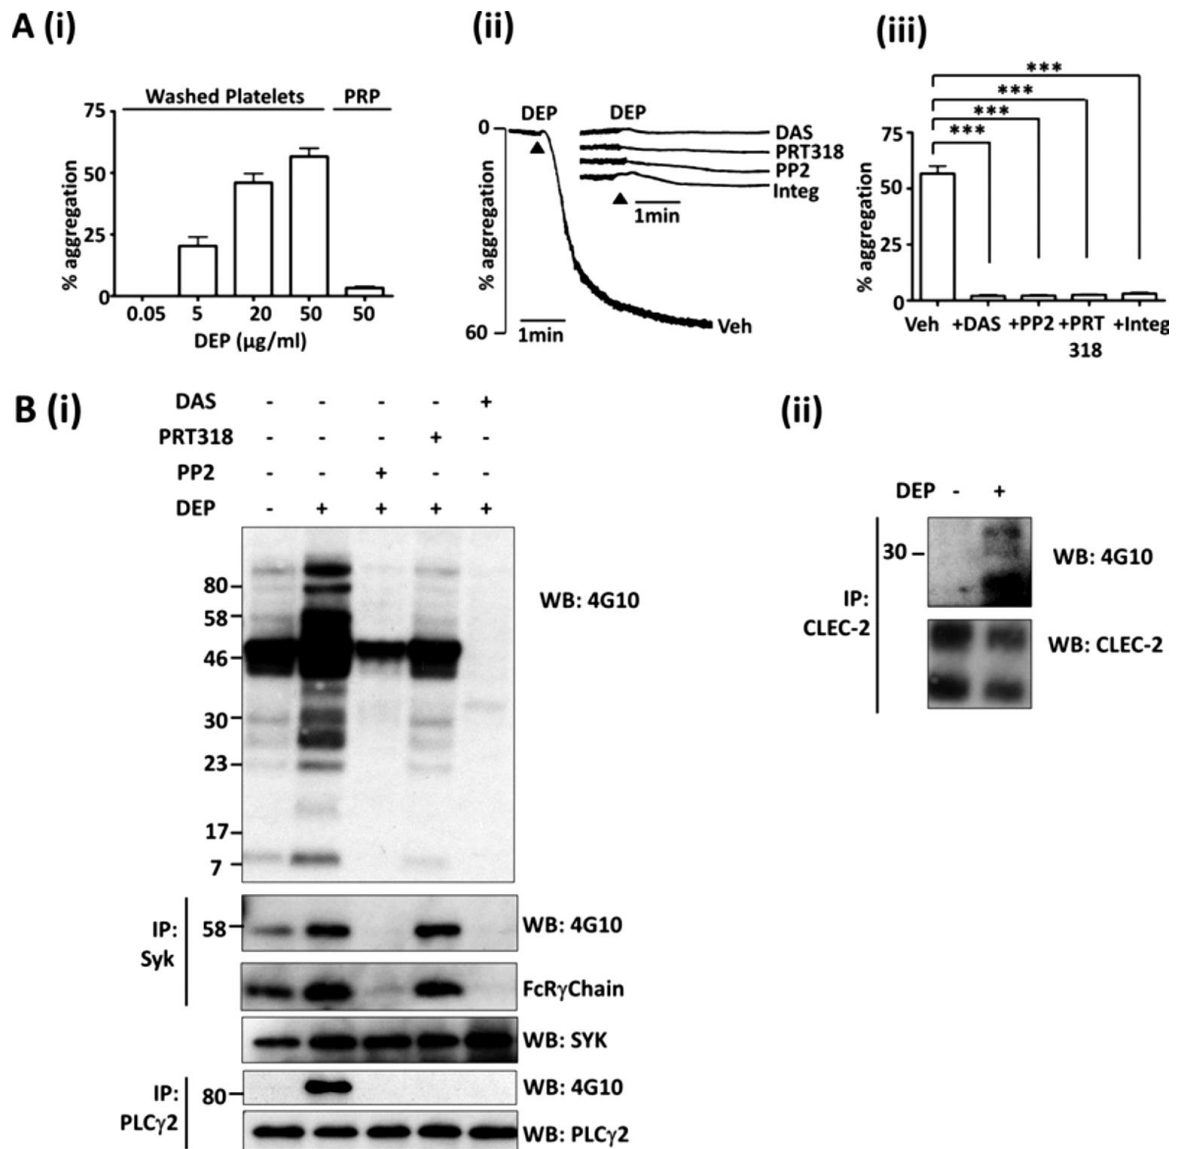 A (i)
Washed Platelets PRP
75
50
25
0
% aggregation
0.05 5 20 50 50
DEP (µg/ml)
(ii)
DEP DEP
0
% aggregation
60
DAS
PRT318
PP2
Integ
1min
1min
Veh
(iii)
***
***
***
***
75
50
25
0
% aggregation
Veh +DAS +PP2 +PRT +Integ
318
B (i)
DAS - - - - +
PRT318 - - - + -
PP2 - - + - -
DEP - + + + +
80
58
46
30
23
17
7
WB: 4G10
IP:
Syk
58
WB: 4G10
FcRγChain
WB: SYK
IP:
PLCγ2
80
WB: 4G10
WB: PLCγ2
(ii)
DEP - +
30
IP:
CLEC-2
WB: 4G10
WB: CLEC-2